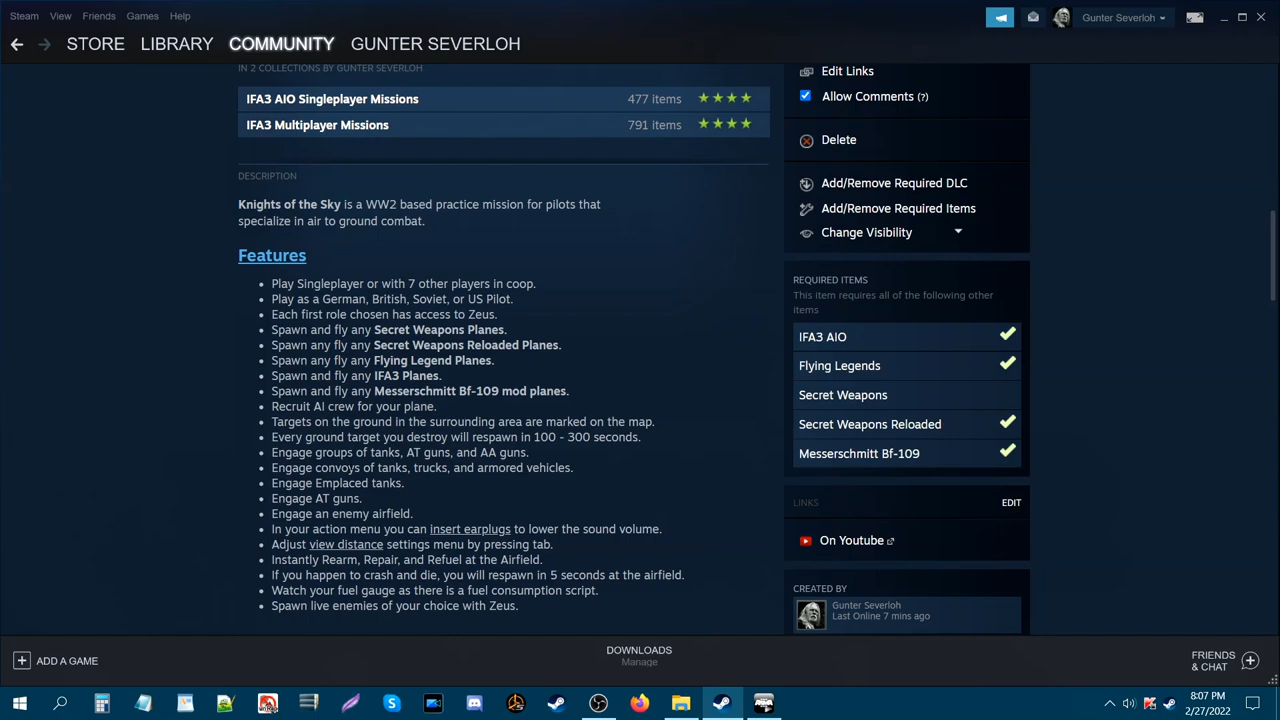 Steam View Friends Games Help
Gunter Severloh
STORE LIBRARY COMMUNITY GUNTER SEVERLOH
IN 2 COLLECTIONS BY GUNTER SEVERLOH
IFA3 AIO Singleplayer Missions 477 items
IFA3 Multiplayer Missions 791 items
DESCRIPTION
Knights of the Sky is a WW2 based practice mission for pilots that
specialize in air to ground combat.
Features
Play Singleplayer or with 7 other players in coop.
Play as a German, British, Soviet, or US Pilot.
Each first role chosen has access to Zeus.
Spawn and fly any Secret Weapons Planes.
Spawn any fly any Secret Weapons Reloaded Planes.
Spawn any fly any Flying Legend Planes.
Spawn and fly any IFA3 Planes.
Spawn and fly any Messerschmitt Bf-109 mod planes.
Recruit AI crew for your plane.
Targets on the ground in the surrounding area are marked on the map.
Every ground target you destroy will respawn in 100 - 300 seconds.
Engage groups of tanks, AT guns, and AA guns.
Engage convoys of tanks, trucks, and armored vehicles.
Engage Emplaced tanks.
Engage AT guns.
Engage an enemy airfield.
In your action menu you can insert earplugs to lower the sound volume.
Adjust view distance settings menu by pressing tab.
Instantly Rearm, Repair, and Refuel at the Airfield.
If you happen to crash and die, you will respawn in 5 seconds at the airfield.
Watch your fuel gauge as there is a fuel consumption script.
Spawn live enemies of your choice with Zeus.
Edit Links
Allow Comments (?)
Delete
Add/Remove Required DLC
Add/Remove Required Items
Change Visibility
REQUIRED ITEMS
This item requires all of the following other
items
IFA3 AIO
Flying Legends
Secret Weapons
Secret Weapons Reloaded
Messerschmitt Bf-109
LINKS EDIT
On Youtube
CREATED BY
Gunter Severloh
Last Online 7 mins ago
ADD A GAME
DOWNLOADS
Manage
FRIENDS
& CHAT
8:07 PM
2/27/2022